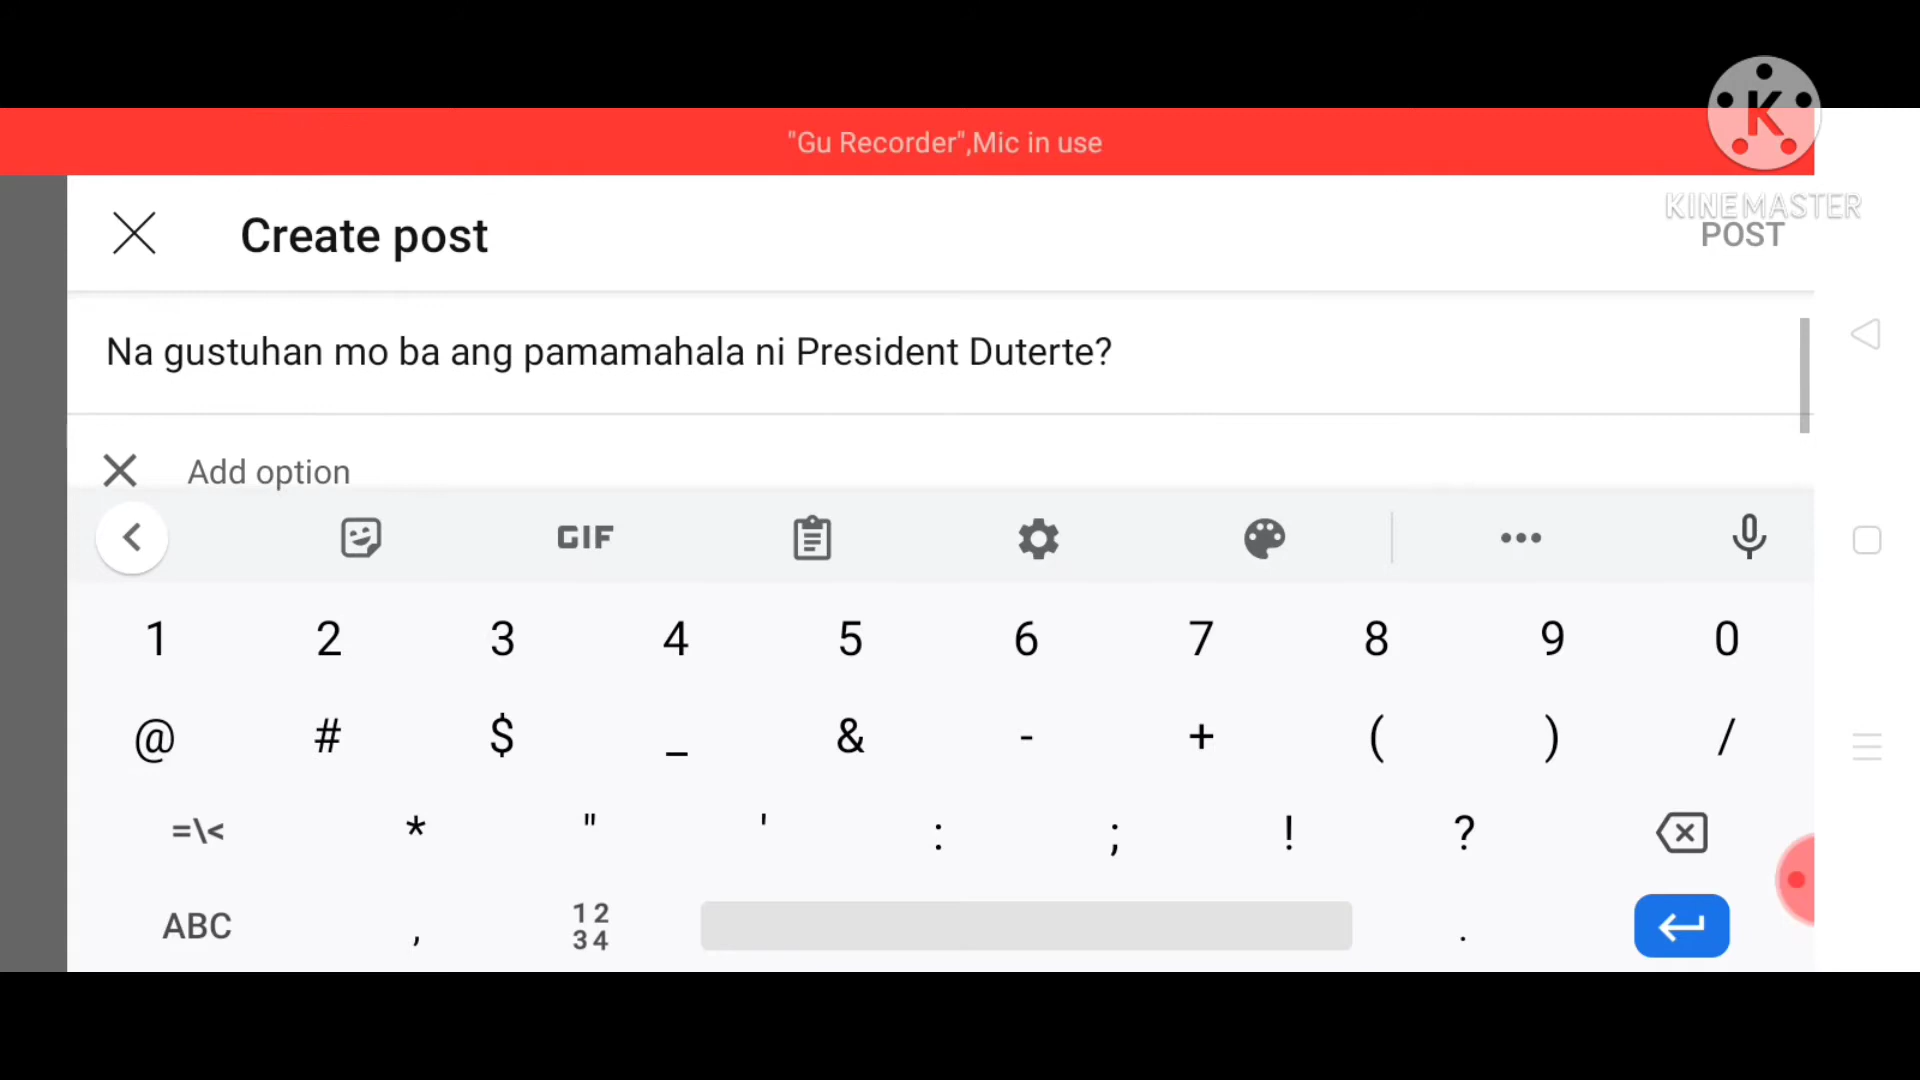 "Gu Recorder",Mic in use
K
KINEMASTER
Create post
POST
Na gustuhan mo ba ang pamamahala ni President Duterte?
Add option
GIF
1 2 3 4 5 6 7 8 9 0
@ # $ _ & - + ( ) /
=\< * " ' : ; ! ?
ABC , 12 34 .